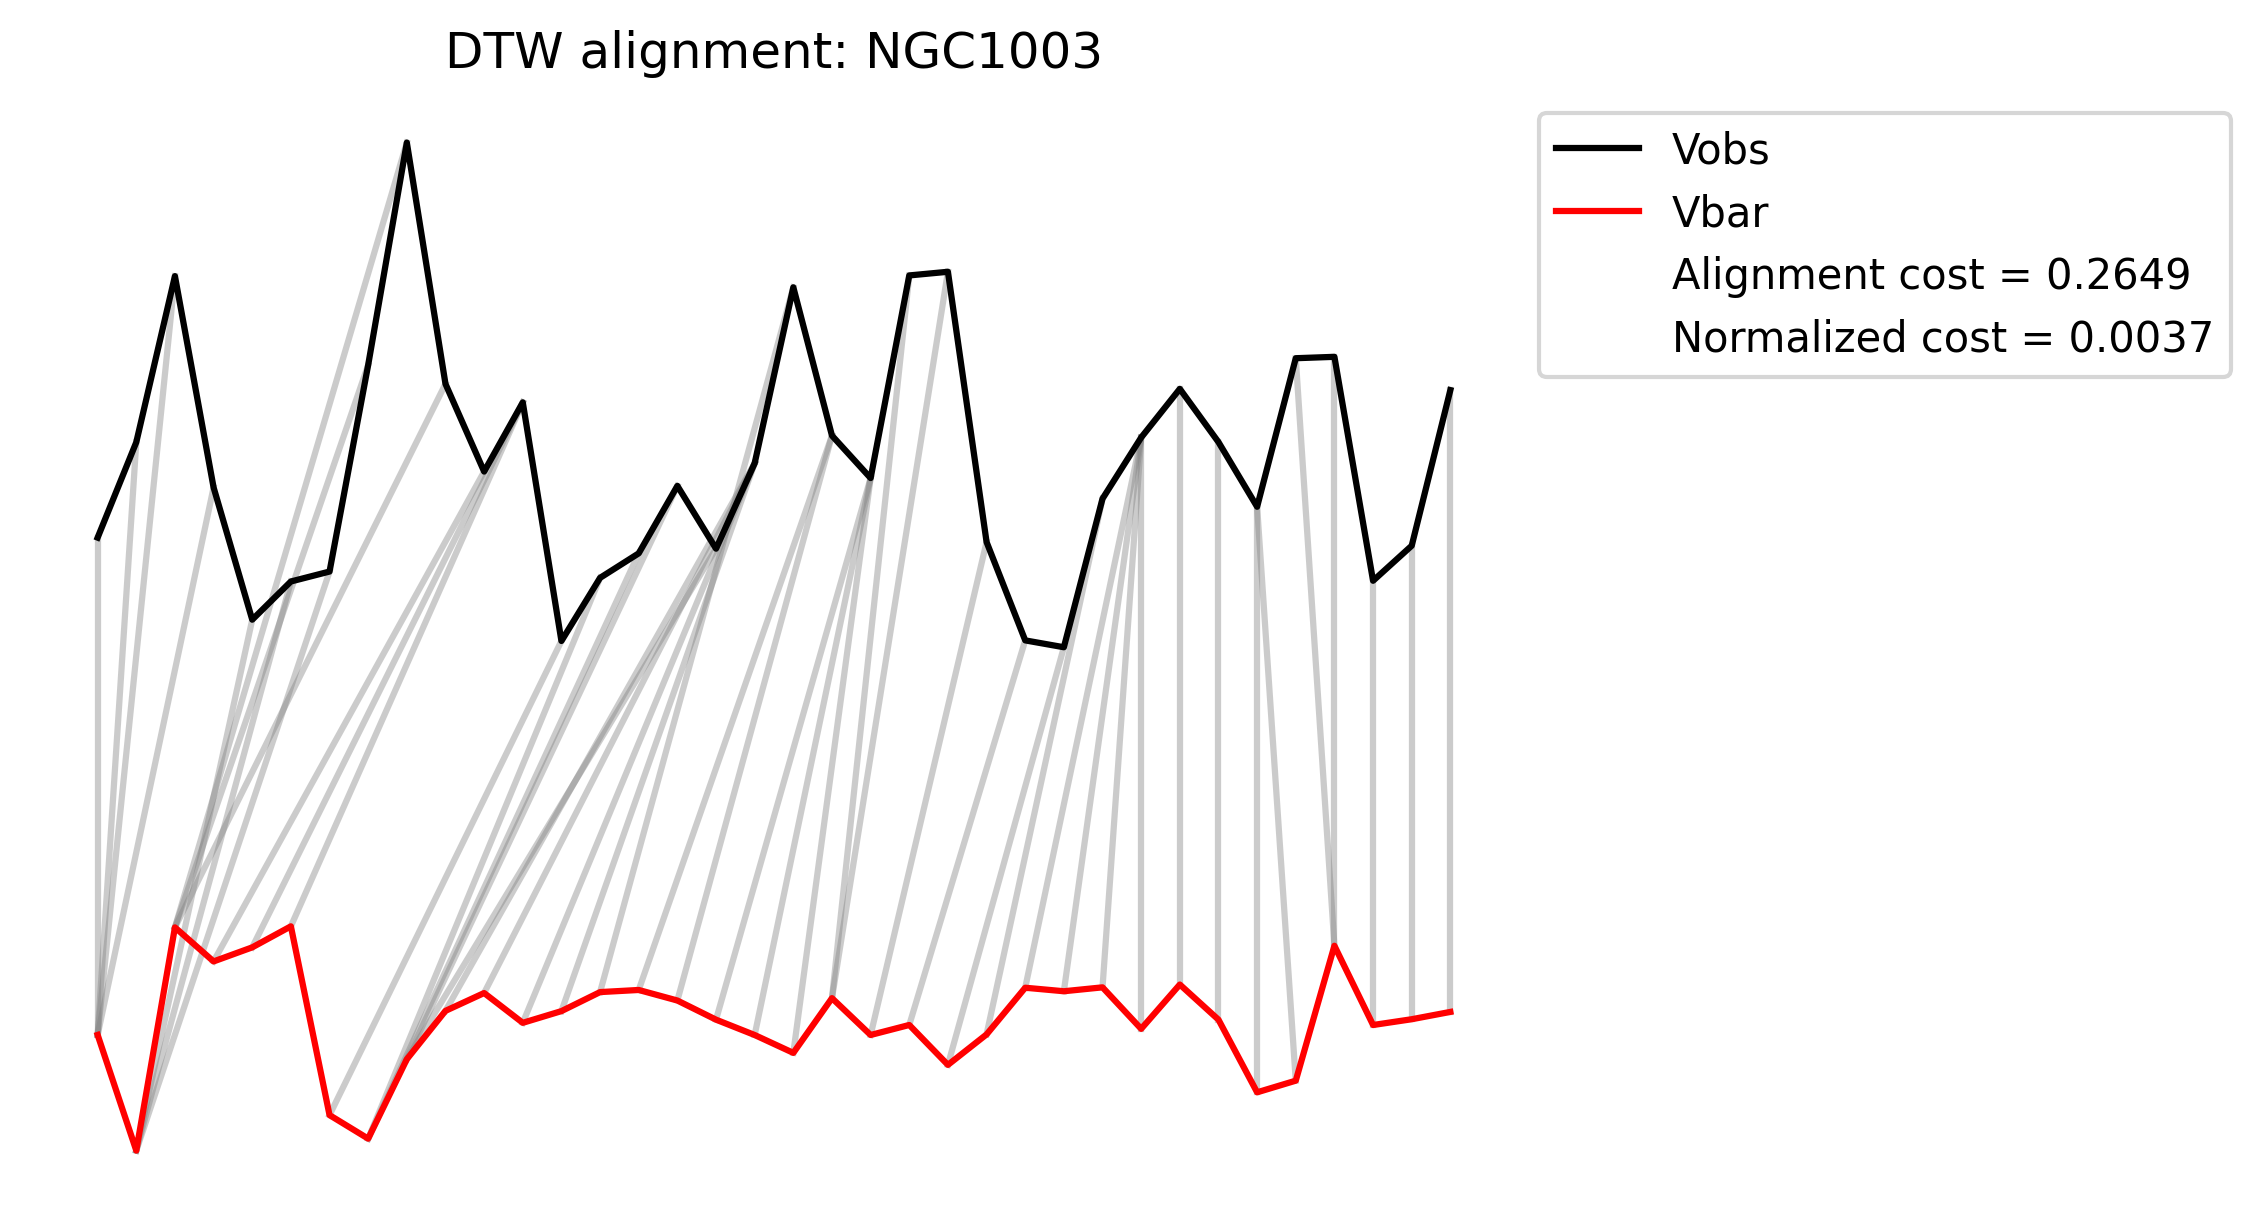 DTW alignment: NGC1003
Vobs
Vbar
Alignment cost = 0.2649
Normalized cost = 0.0037